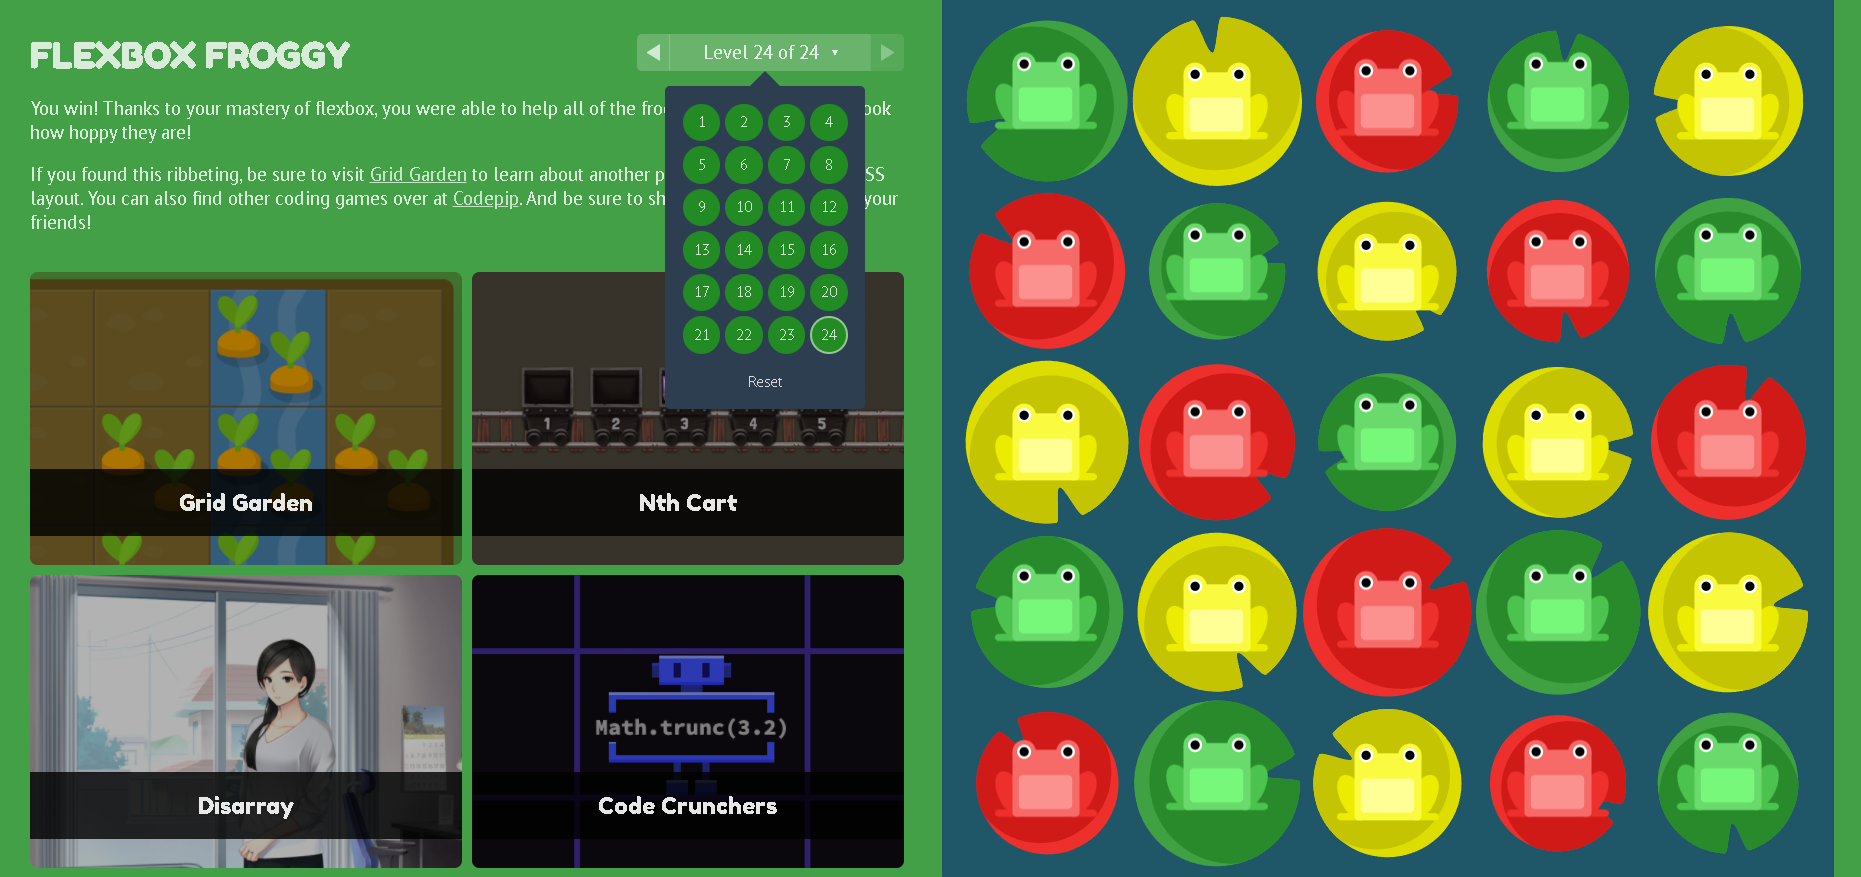 FLEXBOX FROGGY
◀ Level 24 of 24 ▼ ▶
You win! Thanks to your mastery of flexbox, you were able to help all of the fro ook
how hoppy they are!
If you found this ribbeting, be sure to visit Grid Garden to learn about another p SS
layout. You can also find other coding games over at Codepip. And be sure to sh your
friends!
1 2 3 4
5 6 7 8
9 10 11 12
13 14 15 16
17 18 19 20
21 22 23 24
Reset
1 2 3 4 5
Grid Garden
Nth Cart
Math.trunc(3.2)
Disarray
Code Crunchers